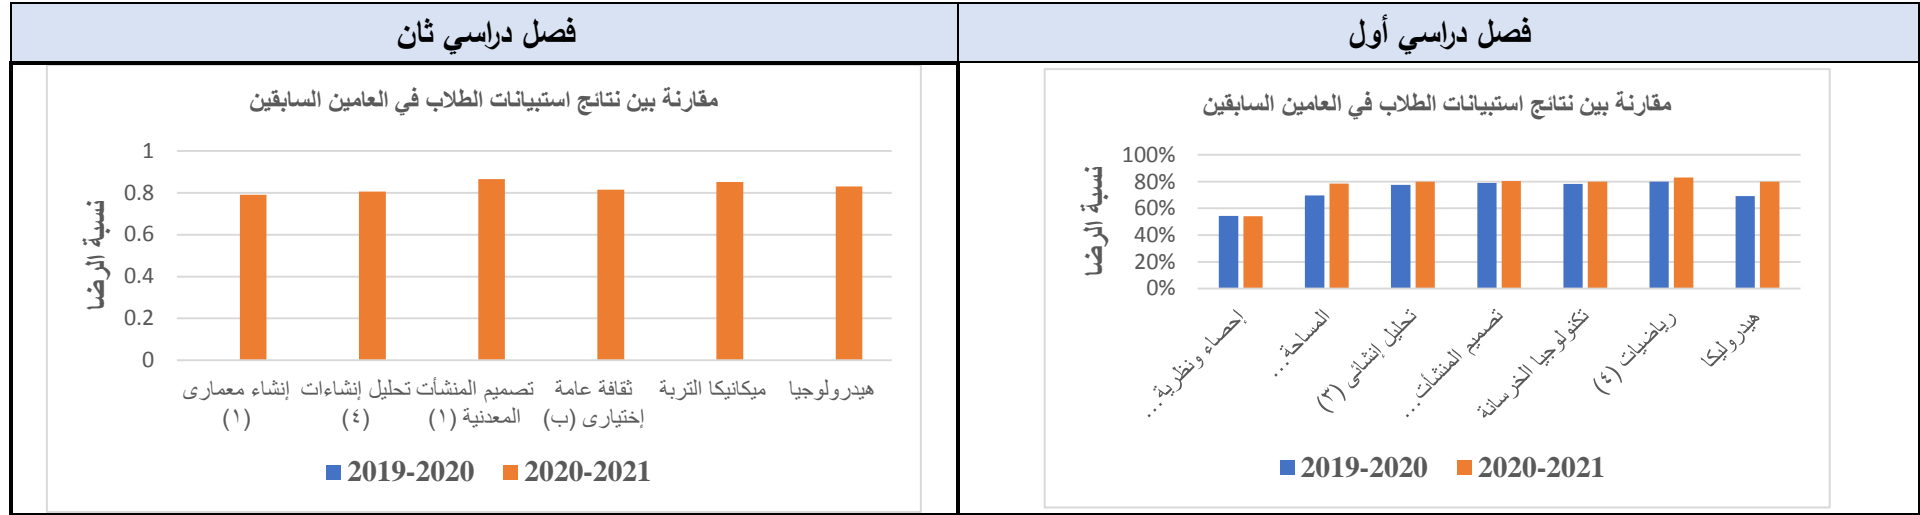 فصل دراسي أول
فصل دراسي ثان
مقارنة بين نتائج استبيانات الطلاب في العامين السابقين
نسبة الرضا
100%
80%
60%
40%
20%
0%
إحصاء ونظرية...
المساحة...
تحليل إنشائى (٣)
تصميم المنشأت...
تكنولوجيا الخرسانة
رياضيات (٤)
هيدروليكا
2019-2020
2020-2021
مقارنة بين نتائج استبيانات الطلاب في العامين السابقين
نسبة الرضا
1
0.8
0.6
0.4
0.2
0
إنشاء معمارى
(١)
تحليل إنشاءات
(٤)
تصميم المنشأت
المعدنية (١)
ثقافة عامة
إختيارى (ب)
ميكانيكا التربة
هيدرولوجيا
2019-2020
2020-2021